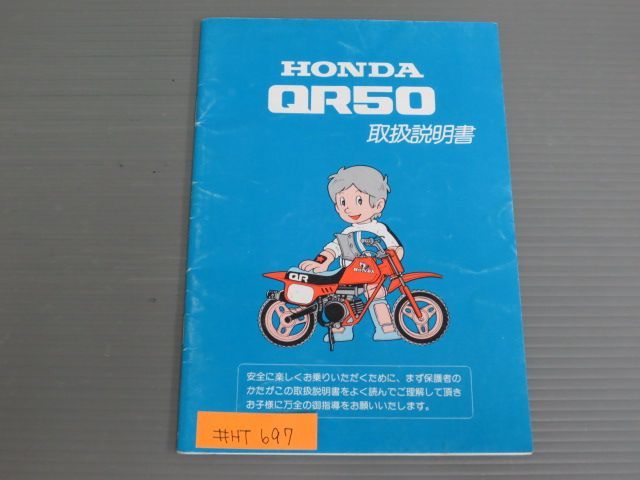 HONDA
QR50
取扱説明書
HONDA
QR
安全に楽しくお乗りいただくために、まず保護者の
かたがこの取扱説明書をよく読んでご理解して頂き
お子様に万全の御指導をお願いいたします。
#HT 697